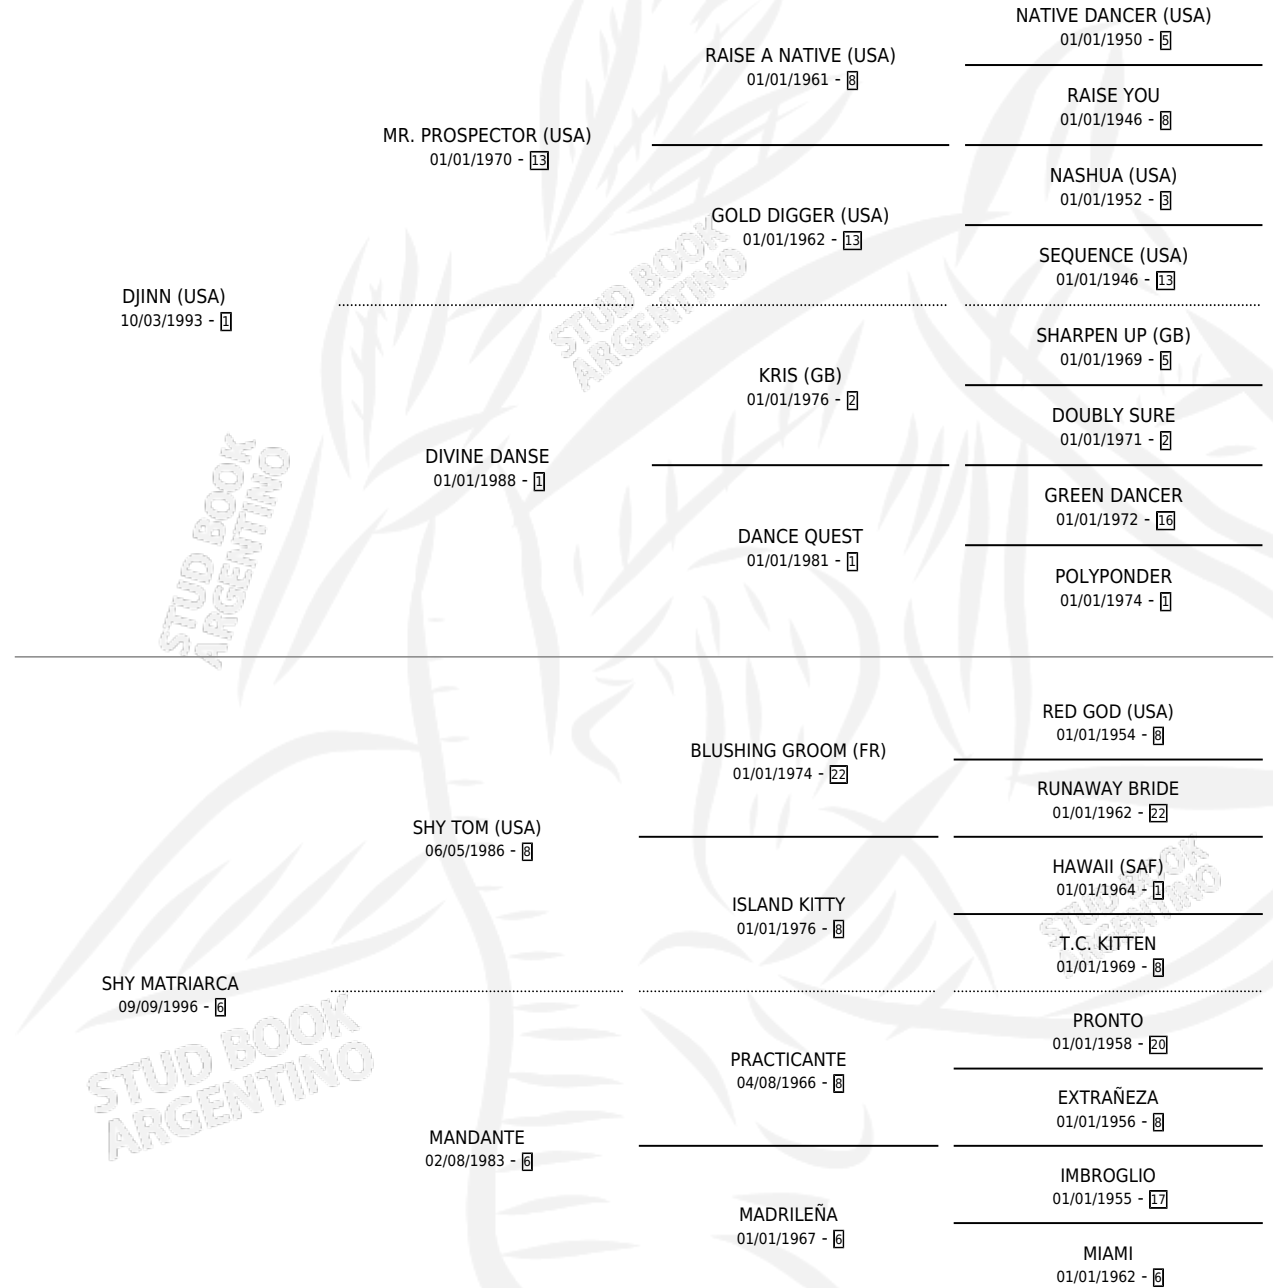 NATIVE DANCER (USA)
01/01/1950 - 5
RAISE A NATIVE (USA)
01/01/1961 - 8
RAISE YOU
01/01/1946 - 8
MR. PROSPECTOR (USA)
01/01/1970 - 13
NASHUA (USA)
01/01/1952 - 3
GOLD DIGGER (USA)
01/01/1962 - 13
SEQUENCE (USA)
01/01/1946 - 13
DJINN (USA)
10/03/1993 - 1
SHARPEN UP (GB)
01/01/1969 - 5
KRIS (GB)
01/01/1976 - 2
DOUBLY SURE
01/01/1971 - 2
DIVINE DANSE
01/01/1988 - 1
GREEN DANCER
01/01/1972 - 16
DANCE QUEST
01/01/1981 - 1
POLYPONDER
01/01/1974 - 1
RED GOD (USA)
01/01/1954 - 8
BLUSHING GROOM (FR)
01/01/1974 - 22
RUNAWAY BRIDE
01/01/1962 - 22
SHY TOM (USA)
06/05/1986 - 8
HAWAII (SAF)
01/01/1964 - 1
ISLAND KITTY
01/01/1976 - 8
T.C. KITTEN
01/01/1969 - 8
SHY MATRIARCA
09/09/1996 - 6
PRONTO
01/01/1958 - 20
PRACTICANTE
04/08/1966 - 8
EXTRAÑEZA
01/01/1956 - 8
MANDANTE
02/08/1983 - 6
IMBROGLIO
01/01/1955 - 17
MADRILEÑA
01/01/1967 - 6
MIAMI
01/01/1962 - 6
STUD BOOK
ARGENTINO
STUD BOOK
ARGENTINO
STUD BOOK
ARGENTINO
STUD BOOK
ARGENTINO